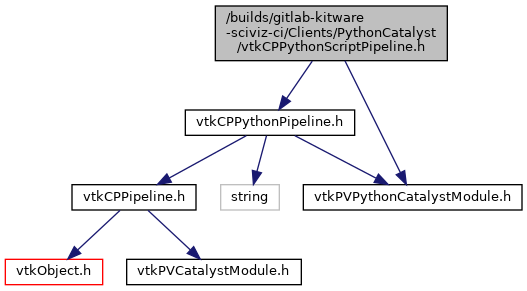 /builds/gitlab-kitware
-sciviz-ci/Clients/PythonCatalyst
/vtkCPPythonScriptPipeline.h
vtkCPPythonPipeline.h
vtkCPPipeline.h
string
vtkPVPythonCatalystModule.h
vtkObject.h
vtkPVCatalystModule.h